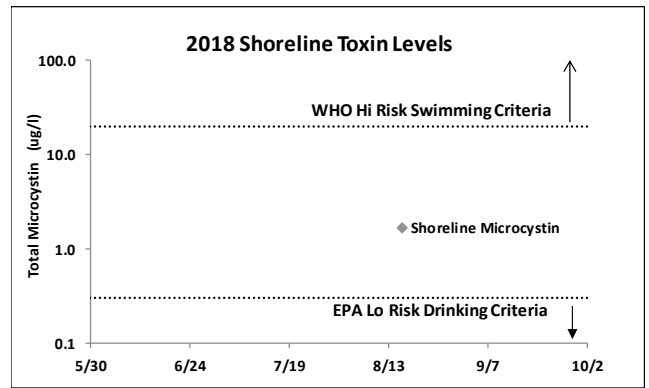 2018 Shoreline Toxin Levels
Total Microcystin (ug/l)
100.0
WHO Hi Risk Swimming Criteria
10.0
Shoreline Microcystin
1.0
EPA Lo Risk Drinking Criteria
0.1
5/30 6/24 7/19 8/13 9/7 10/2